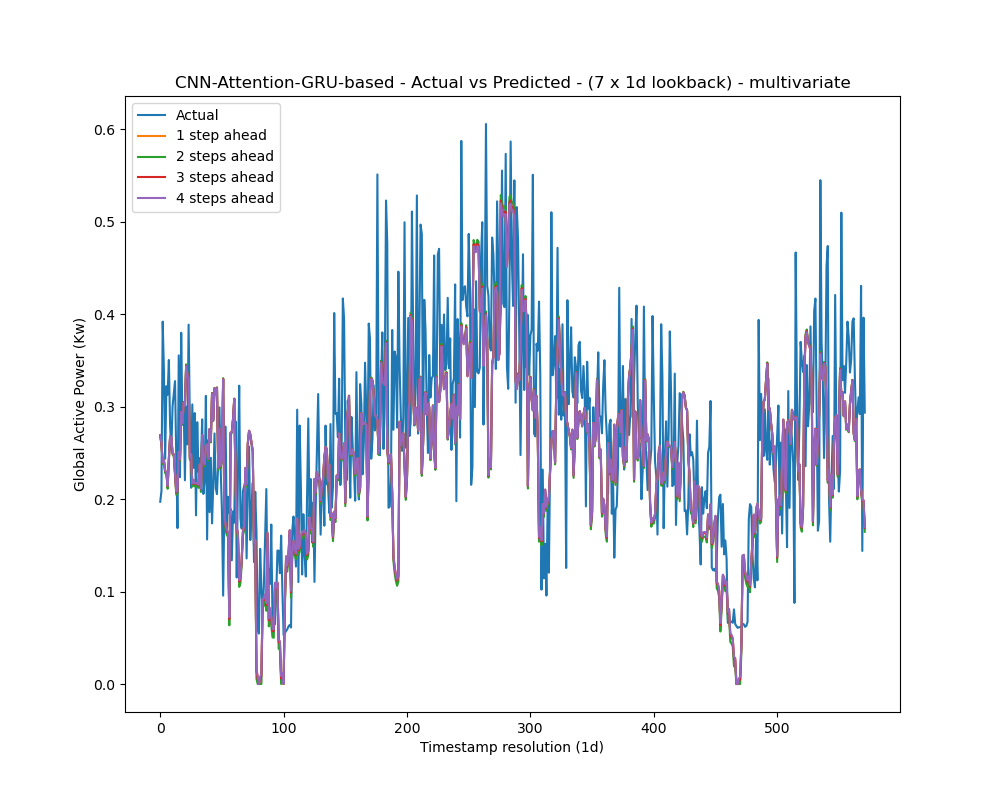 CNN-Attention-GRU-based - Actual vs Predicted - (7 x 1d lookback) - multivariate
Actual
1 step ahead
2 steps ahead
3 steps ahead
4 steps ahead
Global Active Power (Kw)
0.6
0.5
0.4
0.3
0.2
0.1
0.0
0 100 200 300 400 500
Timestamp resolution (1d)